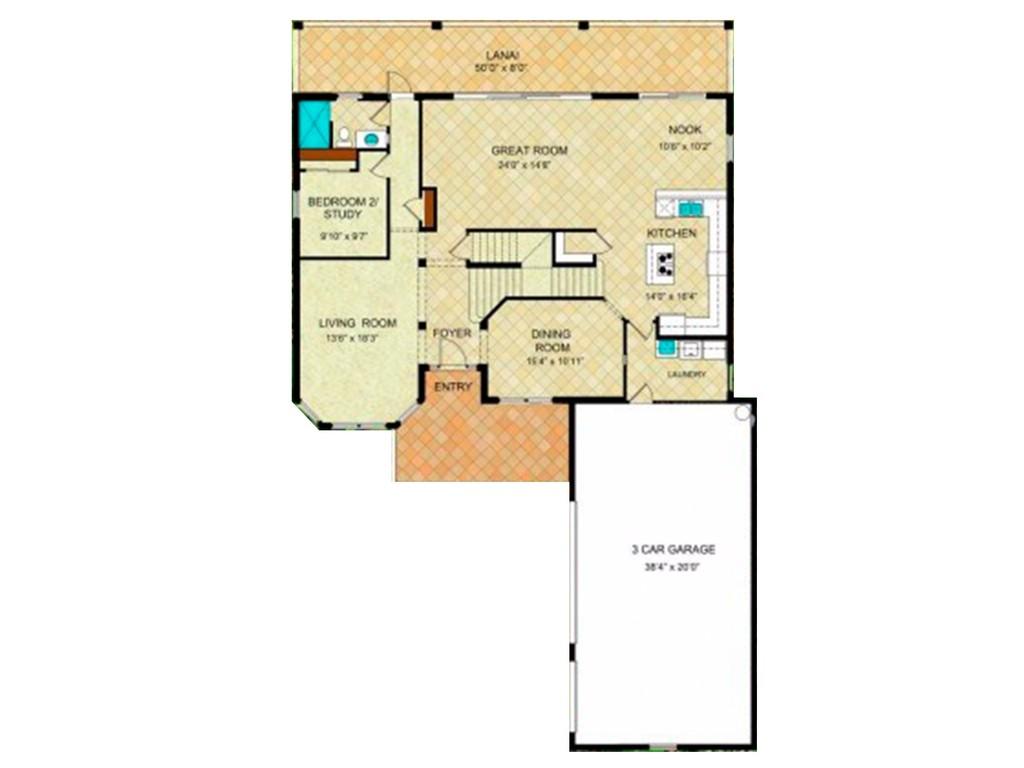 LANAI
50'0" x 8'0"
NOOK
10'6" x 10'2"
GREAT ROOM
24'9" x 14'8"
BEDROOM 2/
STUDY
9'10" x 9'7"
KITCHEN
14'0" x 16'4"
LIVING ROOM
13'6" x 18'3"
FOYER
DINING
ROOM
15'4" x 10'11"
LAUNDRY
ENTRY
3 CAR GARAGE
38'4" x 20'0"